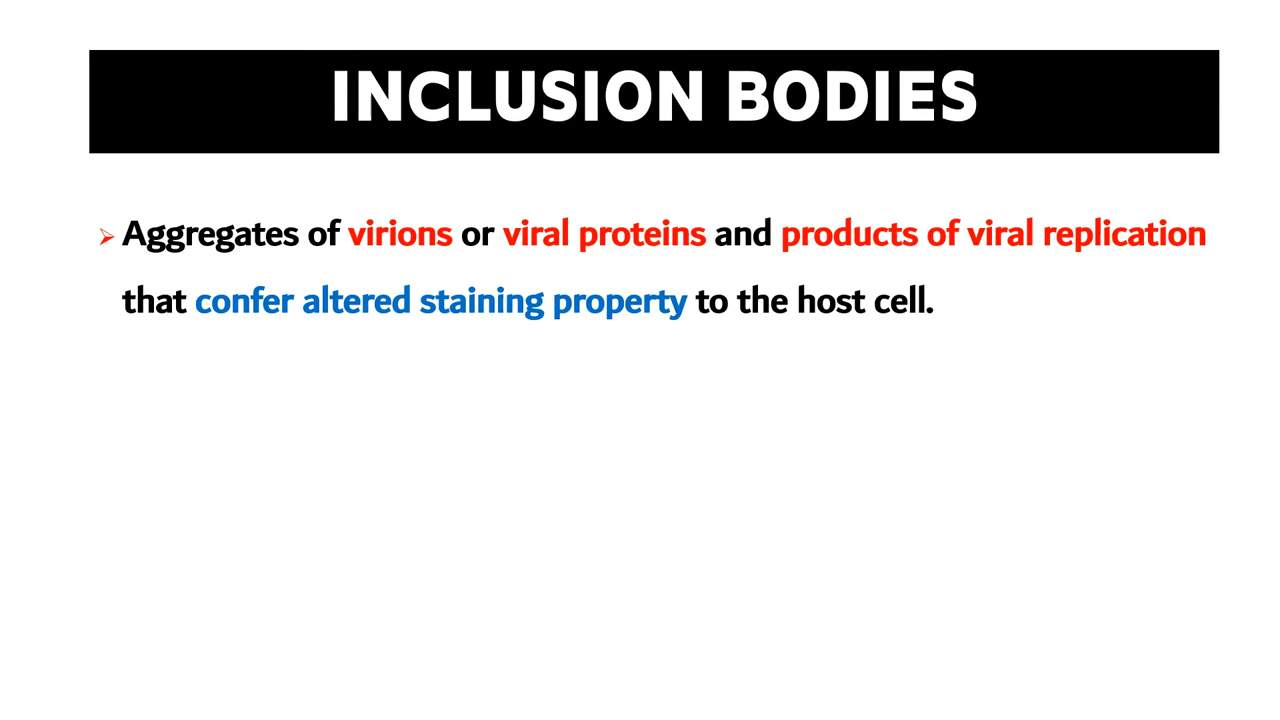 INCLUSION BODIES
➢ Aggregates of virions or viral proteins and products of viral replication
that confer altered staining property to the host cell.